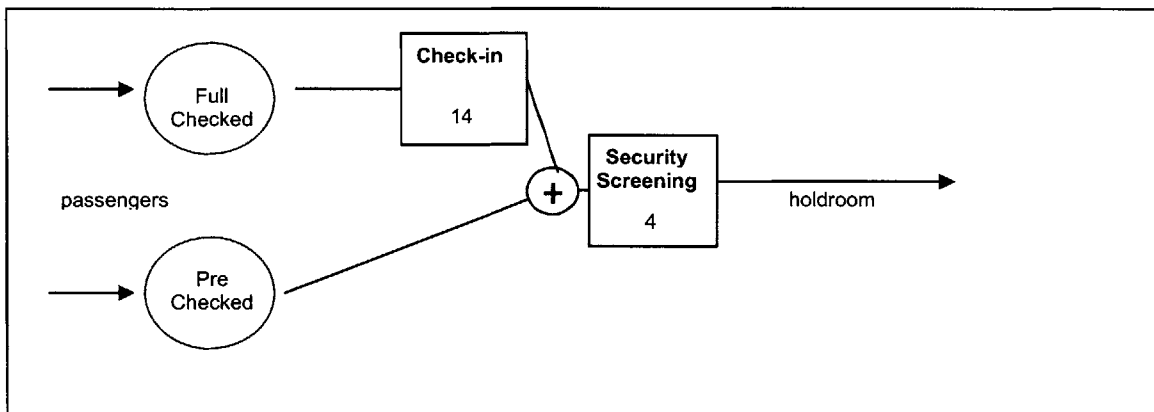 Check-in
14
Full
Checked
Security
Screening
4
+
passengers
holdroom
Pre
Checked